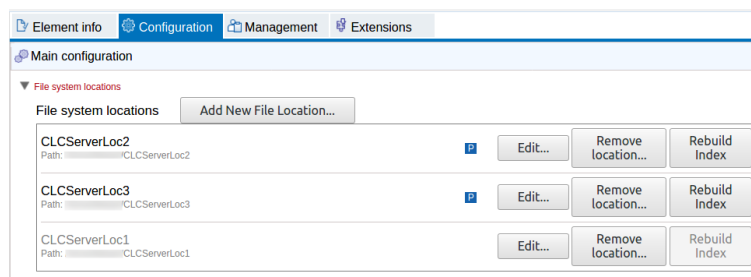 Element info Configuration Management Extensions
Main configuration
File system locations
File system locations Add New File Location...
CLCServerLoc2 P Edit... Remove location... Rebuild Index
Path: /CLCServerLoc2
CLCServerLoc3 P Edit... Remove location... Rebuild Index
Path: /CLCServerLoc3
CLCServerLoc1 Edit... Remove location... Rebuild Index
Path: /CLCServerLoc1